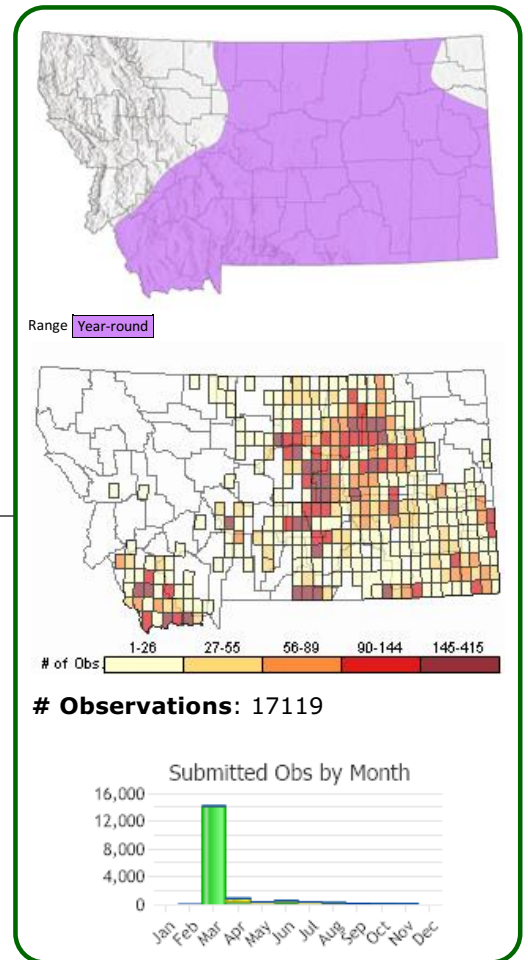 Range Year-round
1-26 27-55 56-89 90-144 145-415
# of Obs.
# Observations: 17119
Submitted Obs by Month
16,000
12,000
8,000
4,000
0
Jan Feb Mar Apr May Jun Jul Aug Sep Oct Nov Dec